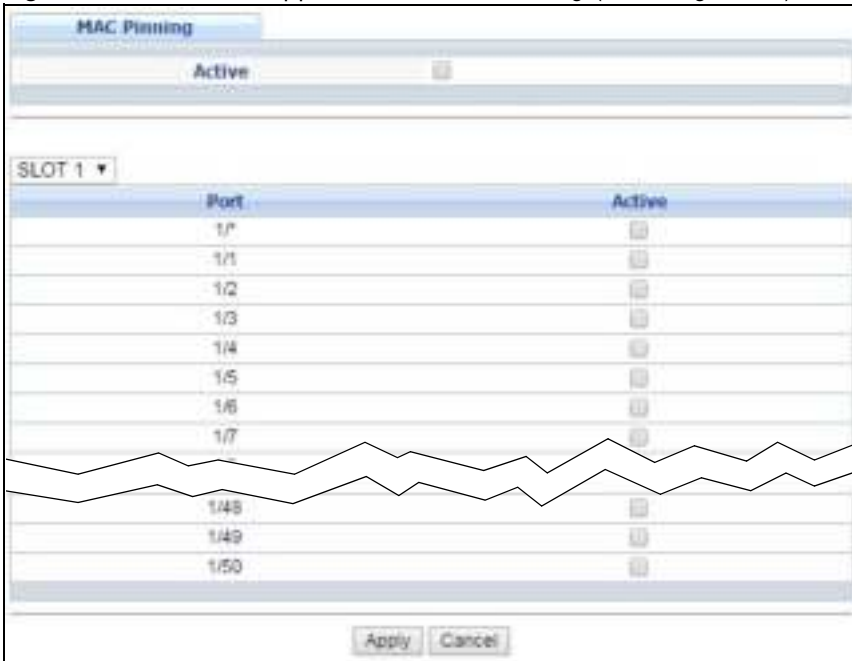 MAC Pinning
Active
SLOT 1 ▼
Port Active
1/*
1/1
1/2
1/3
1/4
1/5
1/6
1/7
1/48
1/49
1/50
Apply Cancel